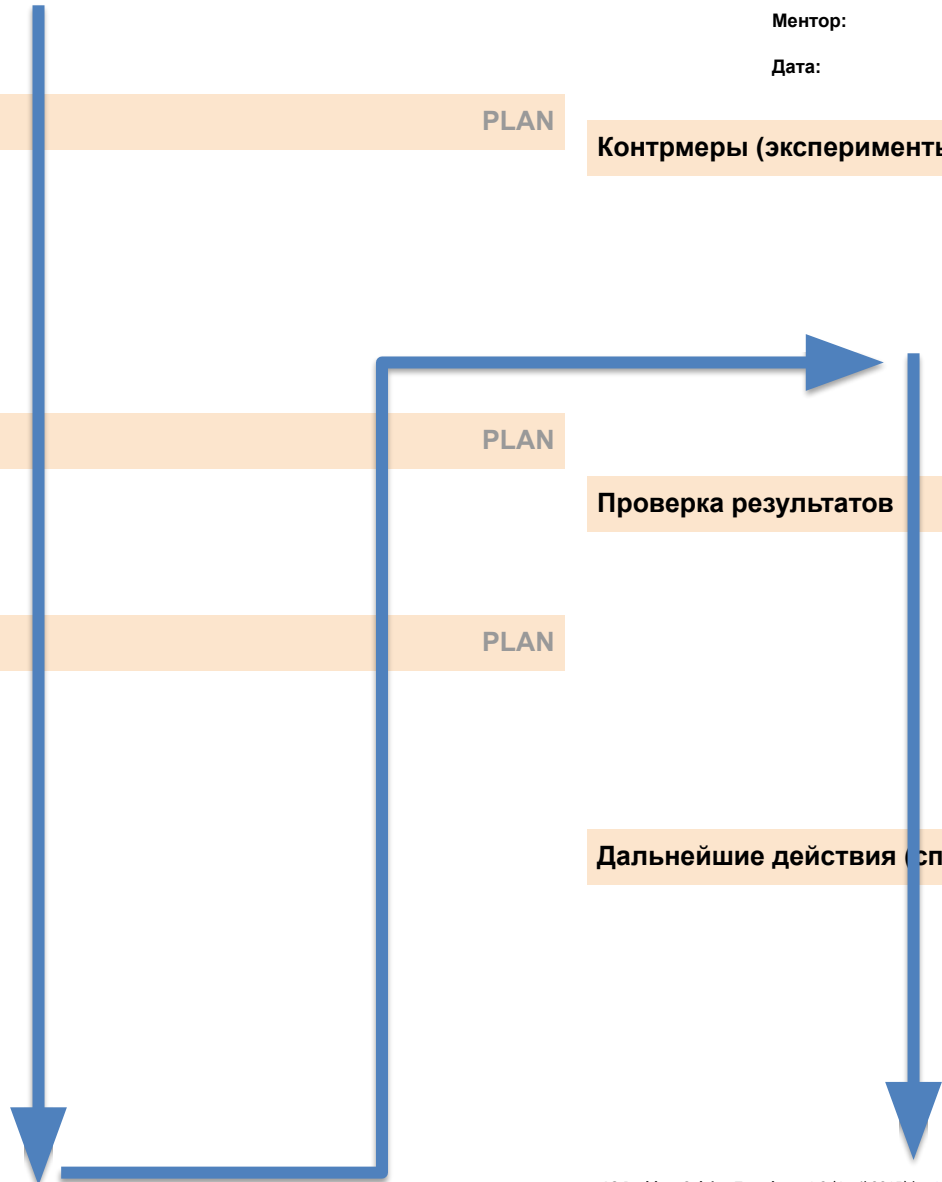 Ментор:
Дата:
PLAN
PLAN
PLAN
Контрмеры (эксперименты
Проверка результатов
Дальнейшие действия (сп